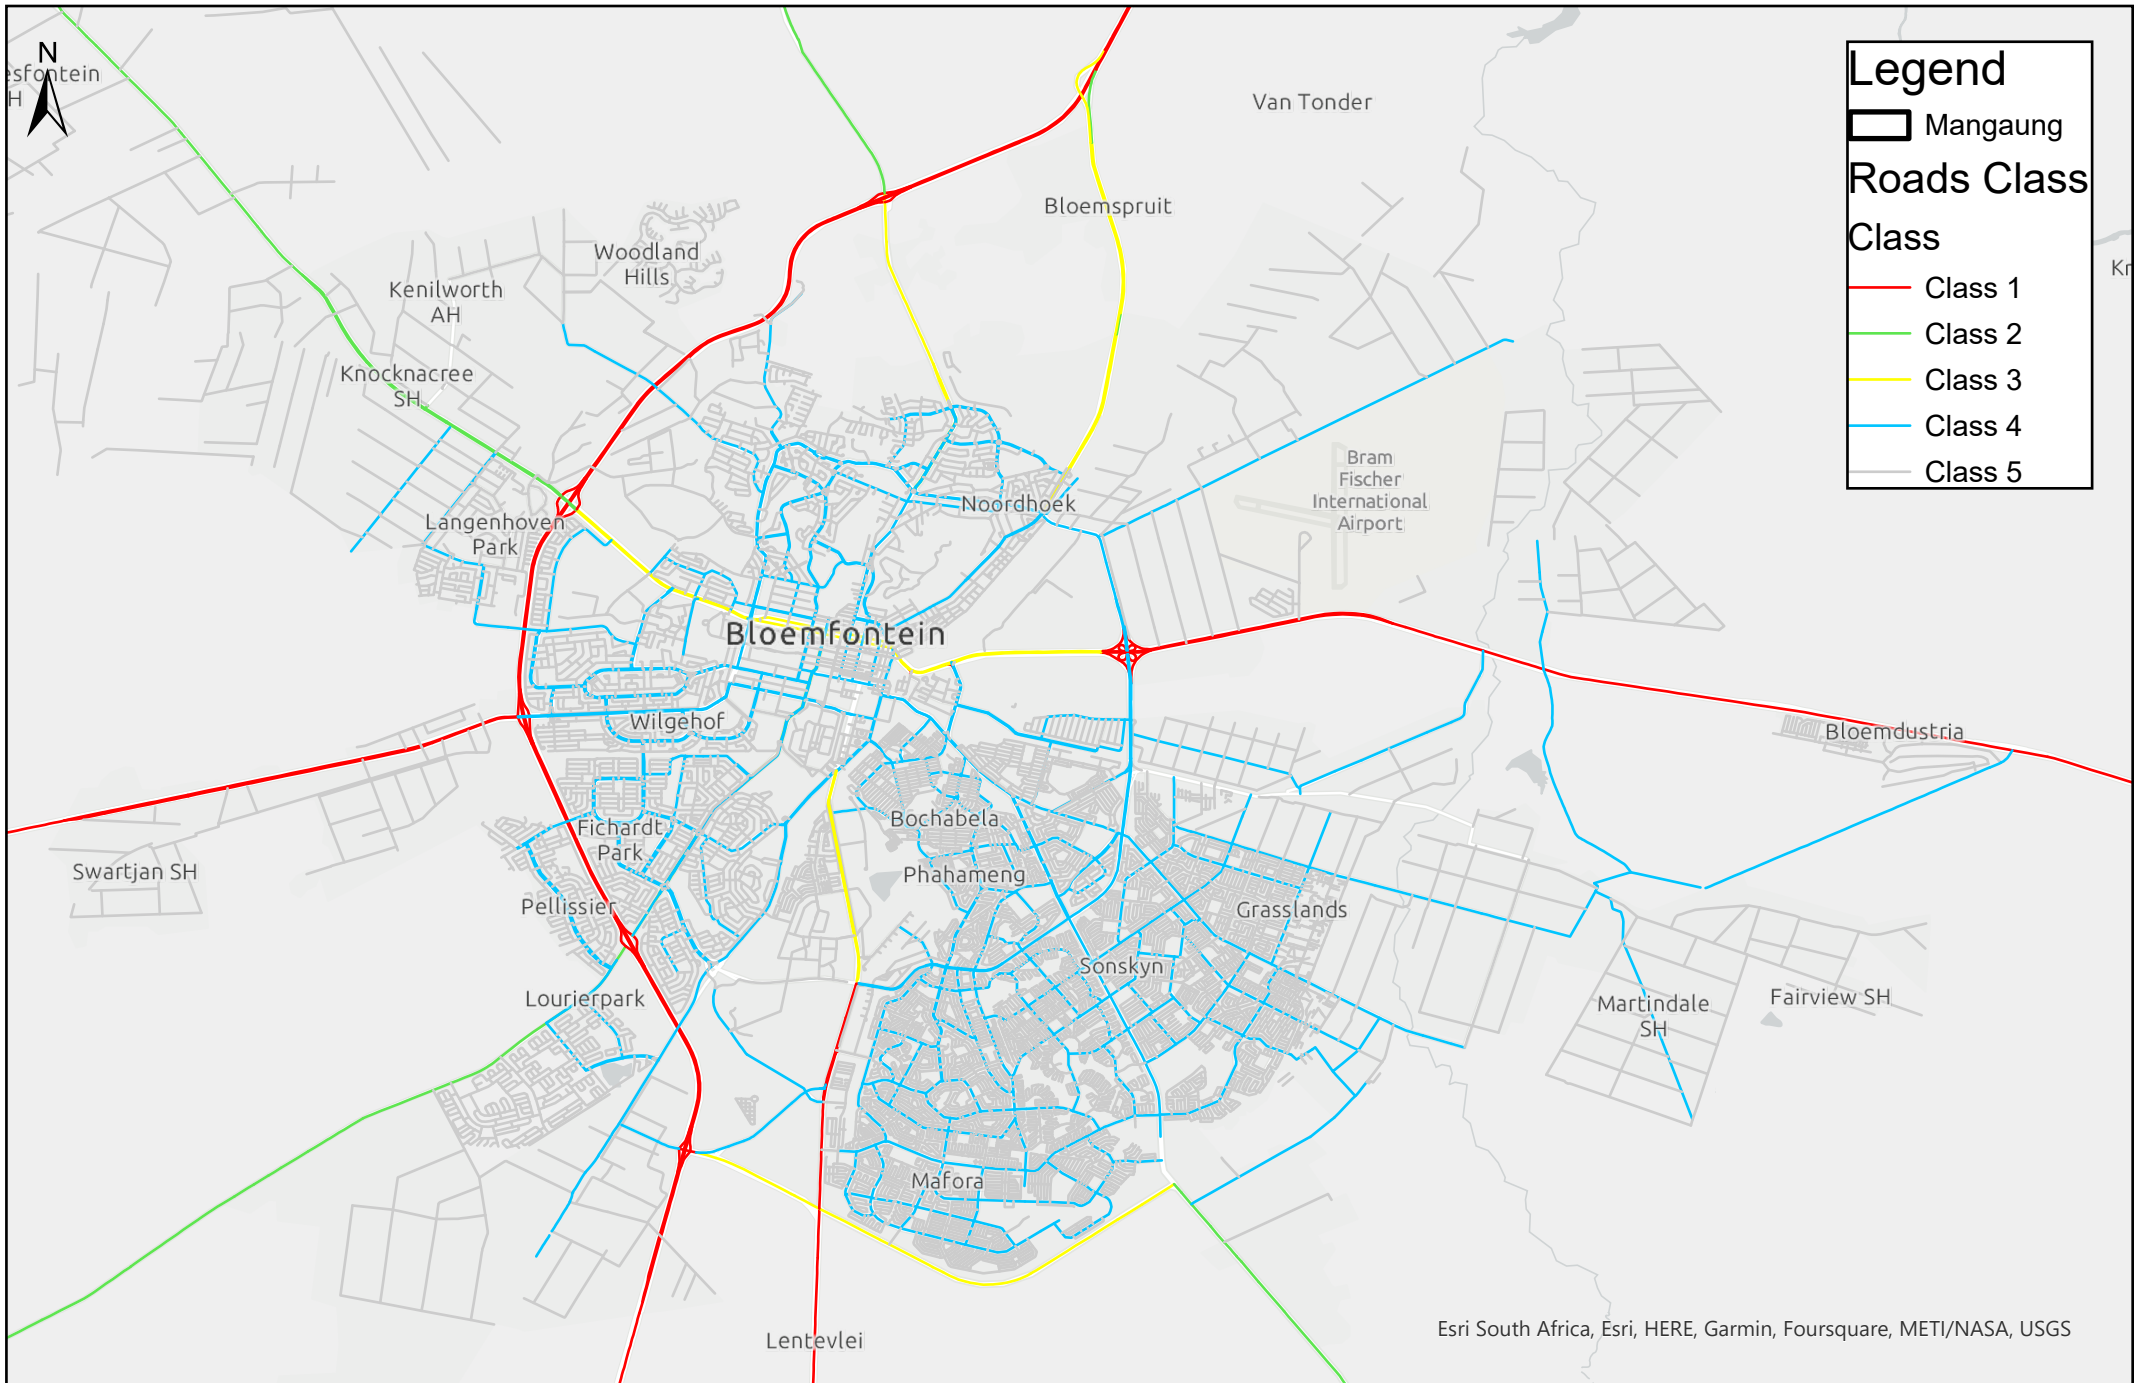 N
esfontein
H
Van Tonder
Legend
Mangaung
Roads Class
Class
Class 1
Class 2
Class 3
Class 4
Class 5
Bloemspruit
Woodland
Hills
Kenilworth
AH
Kr
Knocknacree
SH
Bram
Fischer
International
Airport
Noordhoek
Langenhoven
Park
Bloemfontein
Wilgehof
Bloemdustria
Bochabela
Fichardt
Park
Swartjan SH
Phahameng
Pellissier
Grasslands
Sonskyn
Lourierpark
Martindale
SH
Fairview SH
Mafora
Lentevlei
Esri South Africa, Esri, HERE, Garmin, Foursquare, METI/NASA, USGS